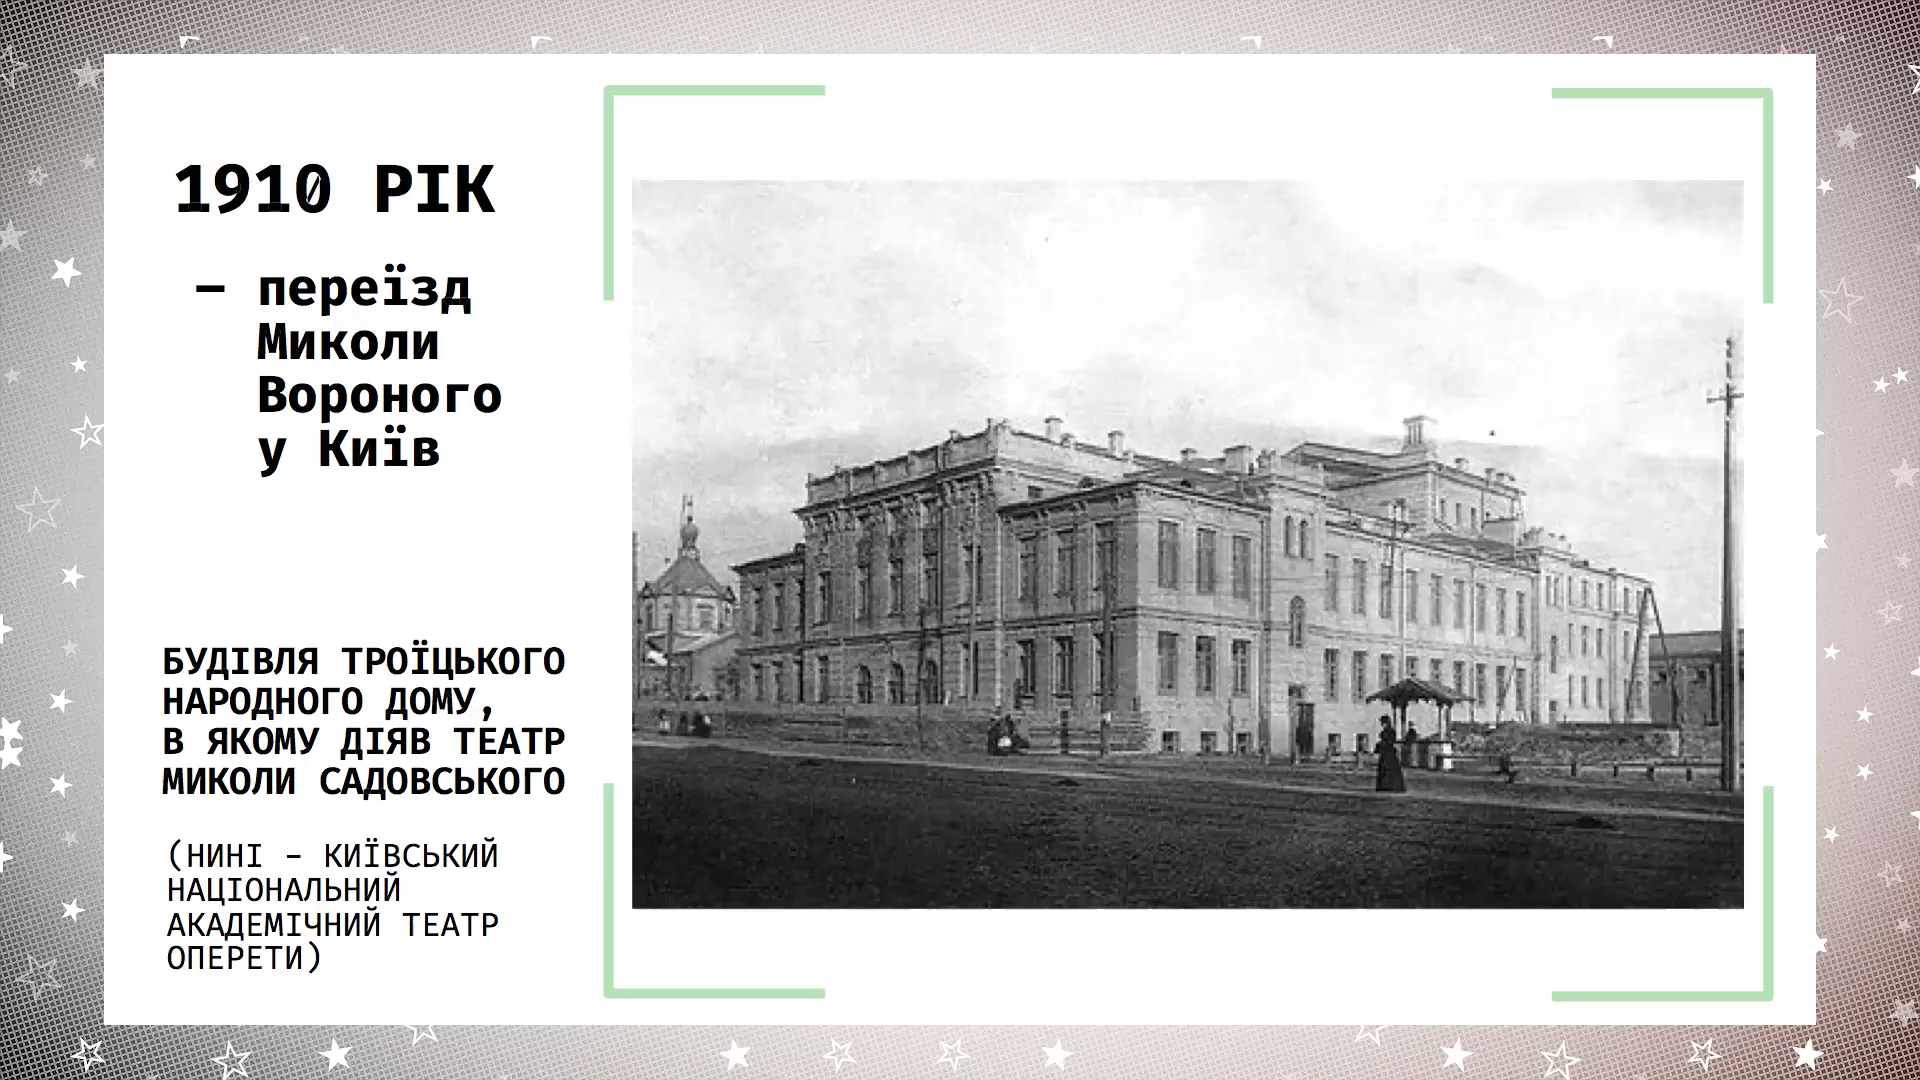 1910 РІК
– переїзд
Миколи
Вороного
у Київ
БУДІВЛЯ ТРОЇЦЬКОГО
НАРОДНОГО ДОМУ,
В ЯКОМУ ДІЯВ ТЕАТР
МИКОЛИ САДОВСЬКОГО
(НИНІ – КИЇВСЬКИЙ
НАЦІОНАЛЬНИЙ
АКАДЕМІЧНИЙ ТЕАТР
ОПЕРЕТИ)